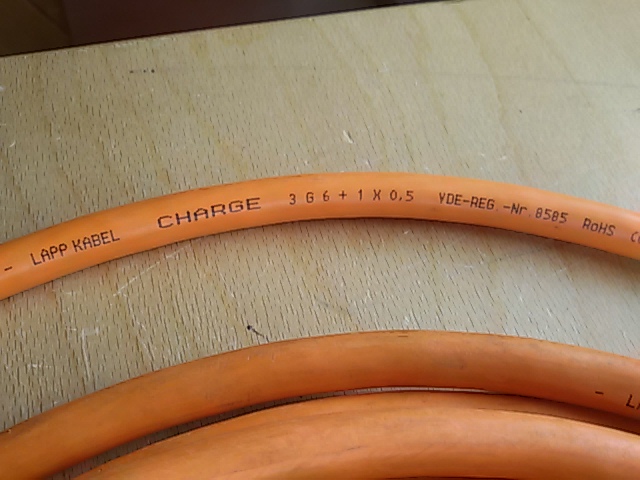 - LAPP KABEL CHARGE 3 G 6 + 1 X 0,5 VDE-REG.-Nr. 8585 RoHS
- L